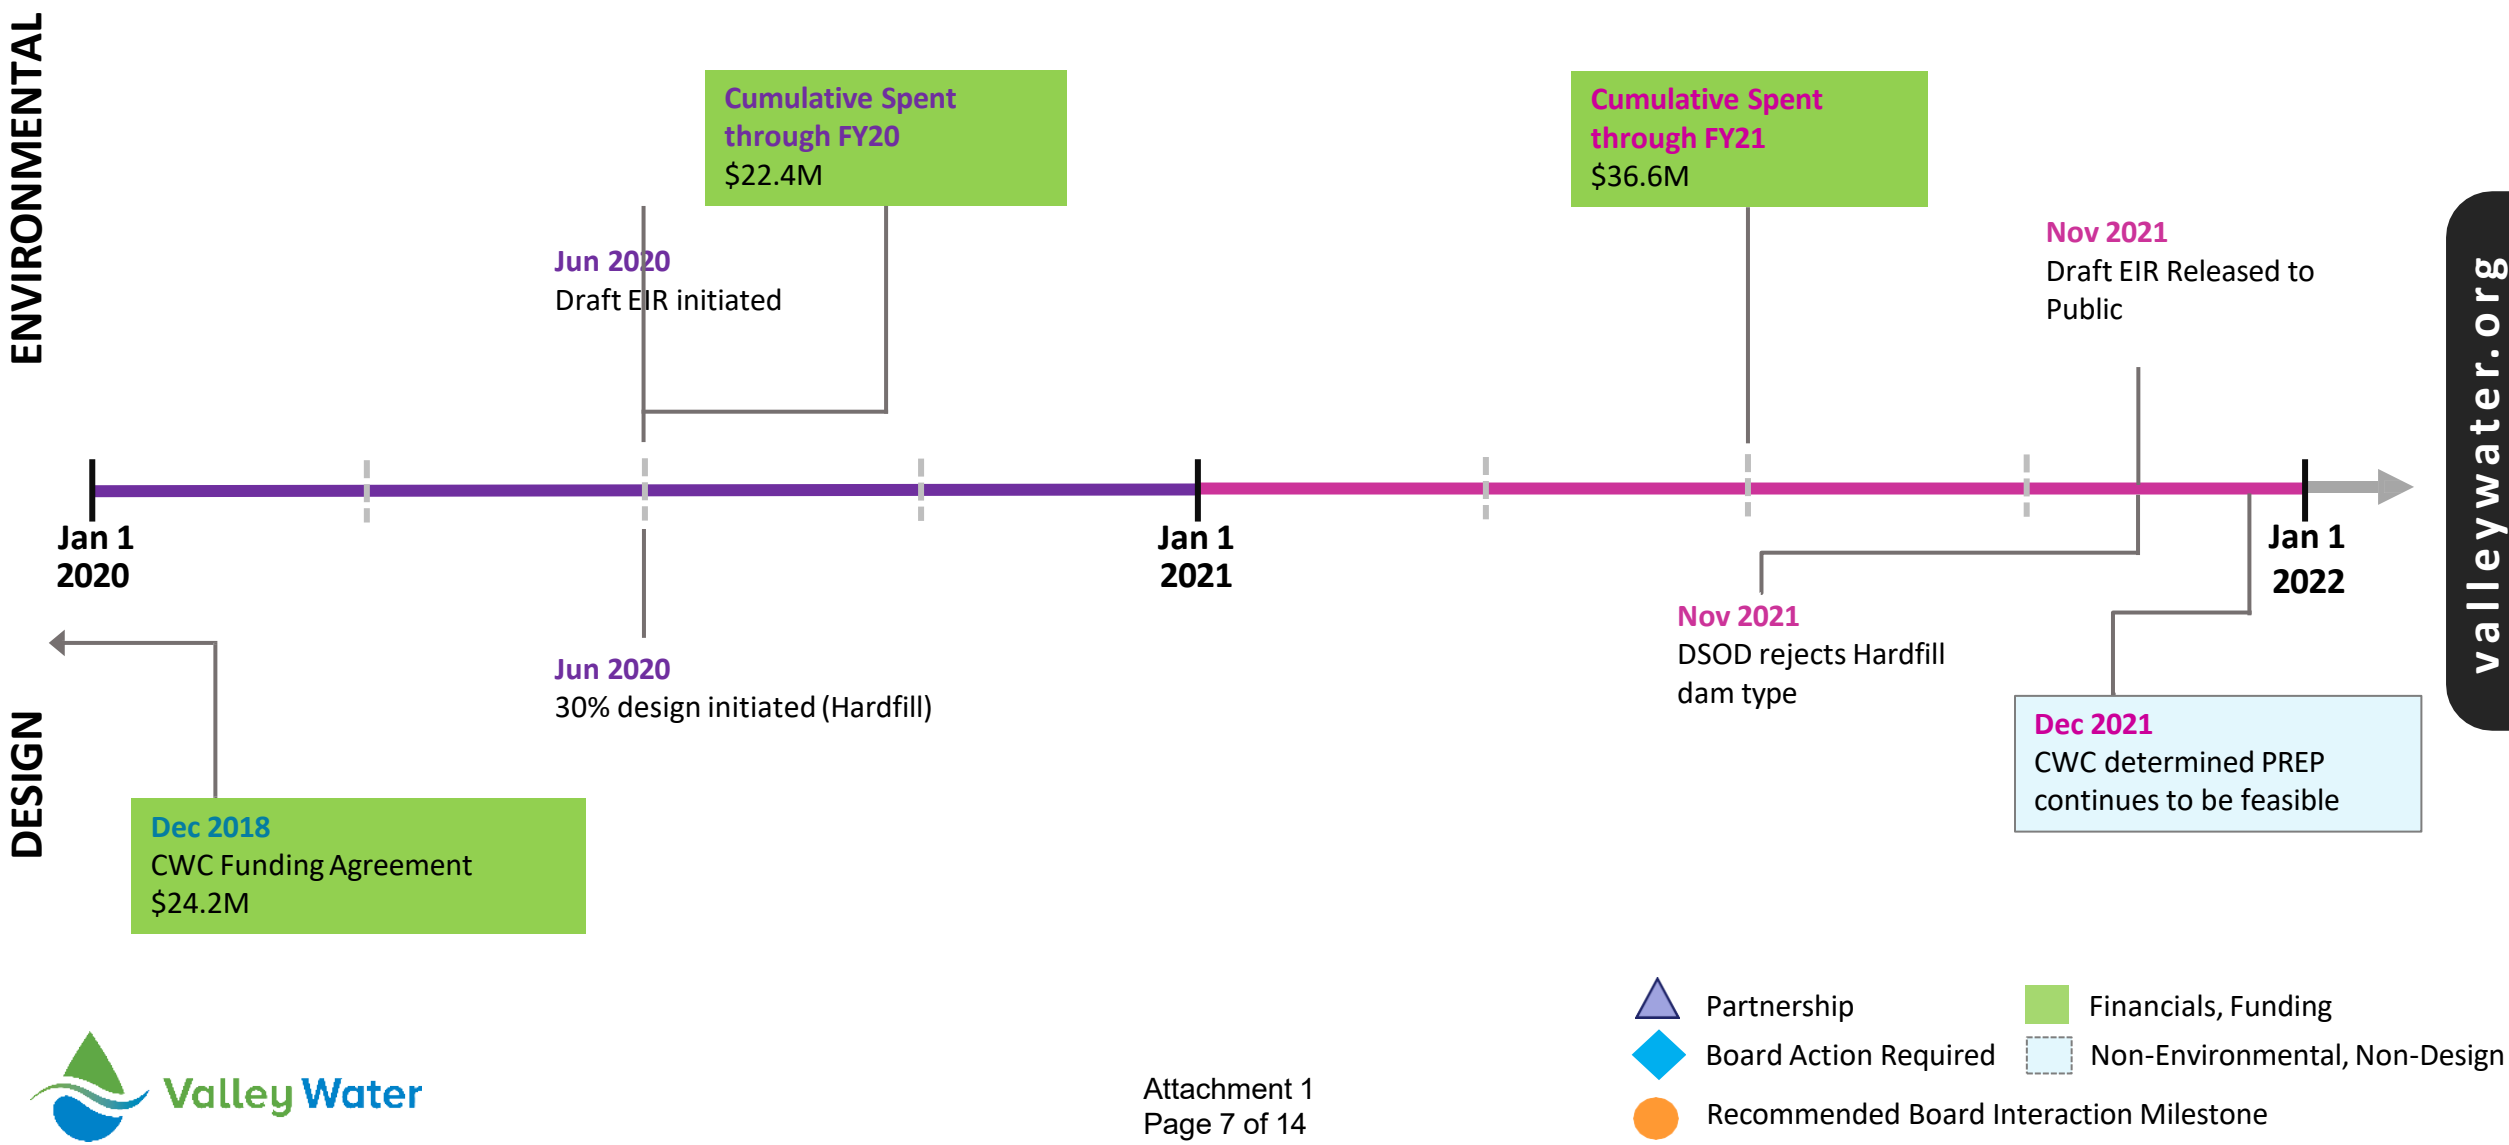 ENVIRONMENTAL
Cumulative Spent
through FY20
$22.4M
Cumulative Spent
through FY21
$36.6M
Jun 2020
Draft EIR initiated
Nov 2021
Draft EIR Released to
Public
valleywater.org
Jan 1
2020
Jan 1
2021
Jan 1
2022
DESIGN
Jun 2020
30% design initiated (Hardfill)
Nov 2021
DSOD rejects Hardfill
dam type
Dec 2021
CWC determined PREP
continues to be feasible
Dec 2018
CWC Funding Agreement
$24.2M
Partnership
Financials, Funding
Board Action Required
Non-Environmental, Non-Design
Recommended Board Interaction Milestone
Valley Water
Attachment 1
Page 7 of 14